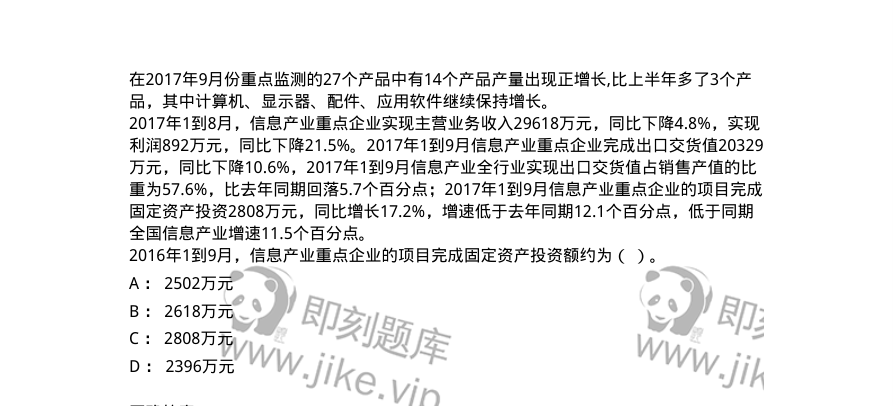 在2017年9月份重点监测的27个产品中有14个产品产量出现正增长,比上半年多了3个产
品，其中计算机、显示器、配件、应用软件继续保持增长。
2017年1到8月，信息产业重点企业实现主营业务收入29618万元，同比下降4.8%，实现
利润892万元，同比下降21.5%。2017年1到9月信息产业重点企业完成出口交货值20329
万元，同比下降10.6%，2017年1到9月信息产业全行业实现出口交货值占销售产值的比
重为57.6%，比去年同期回落5.7个百分点；2017年1到9月信息产业重点企业的项目完成
固定资产投资2808万元，同比增长17.2%，增速低于去年同期12.1个百分点，低于同期
全国信息产业增速11.5个百分点。
2016年1到9月，信息产业重点企业的项目完成固定资产投资额约为（ ）。
A： 2502万元
B： 2618万元
C： 2808万元
D： 2396万元
即刻题库
www.jike.vip
即刻
www.jik